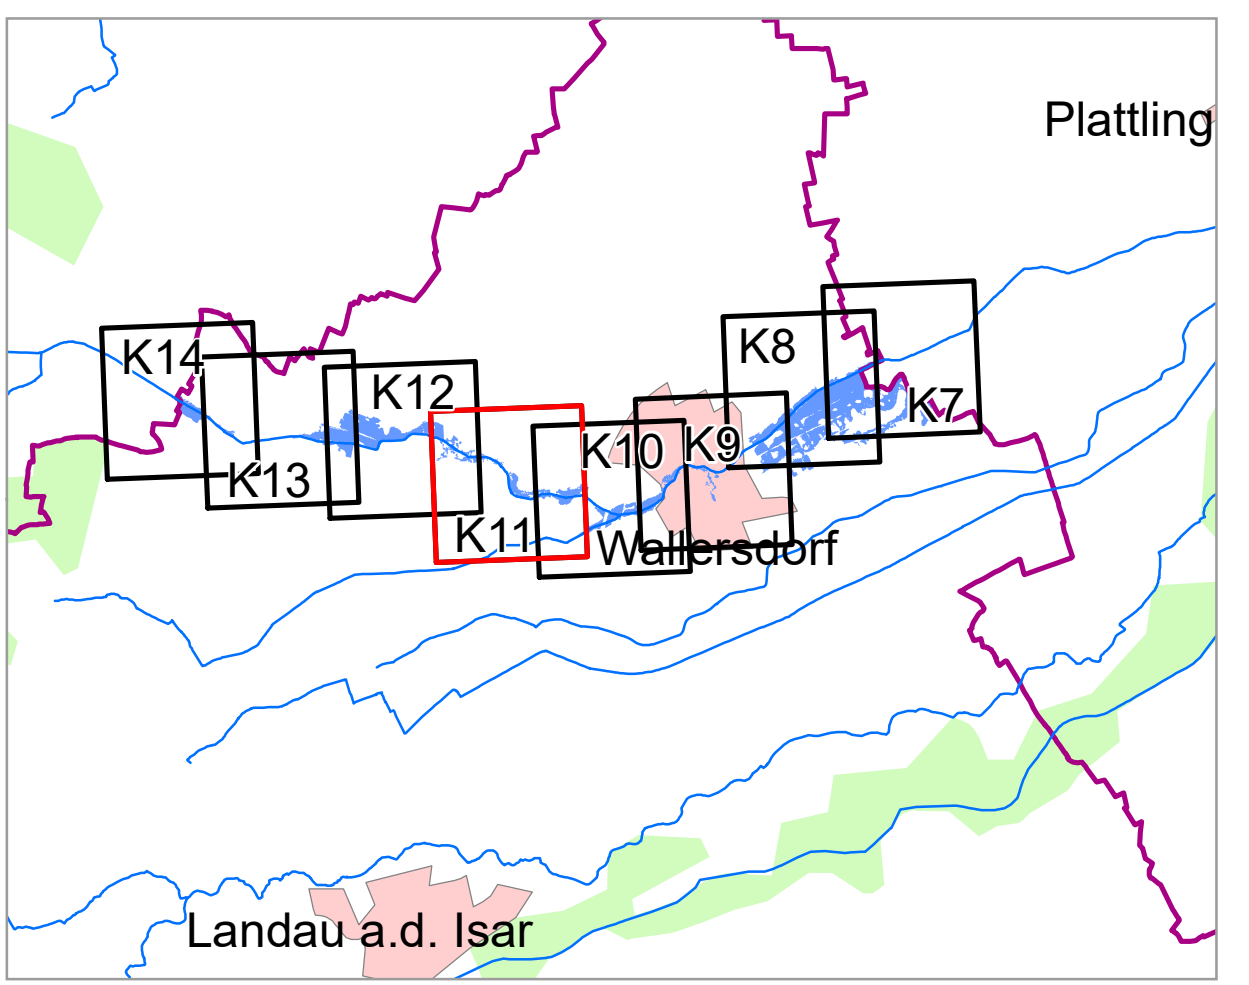 Plattling
K8
K14
K12
K7
K9
K10
K13
K11
Wallersdorf
Landau a.d. Isar